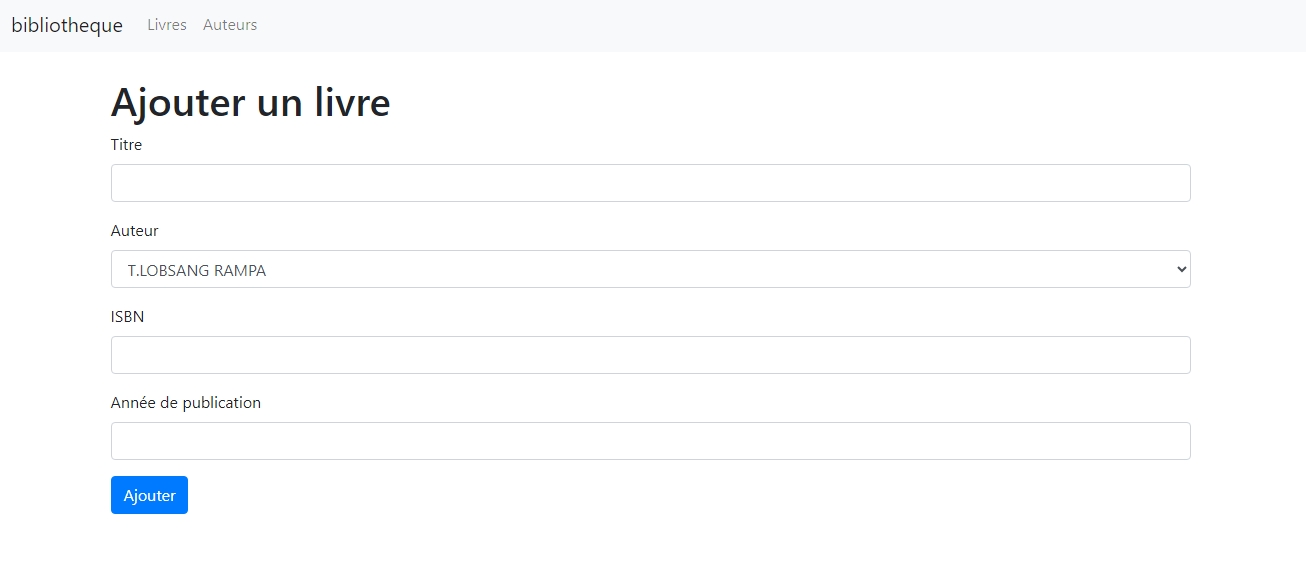 bibliotheque Livres Auteurs
Ajouter un livre
Titre
Auteur
T.LOBSANG RAMPA
ISBN
Année de publication
Ajouter